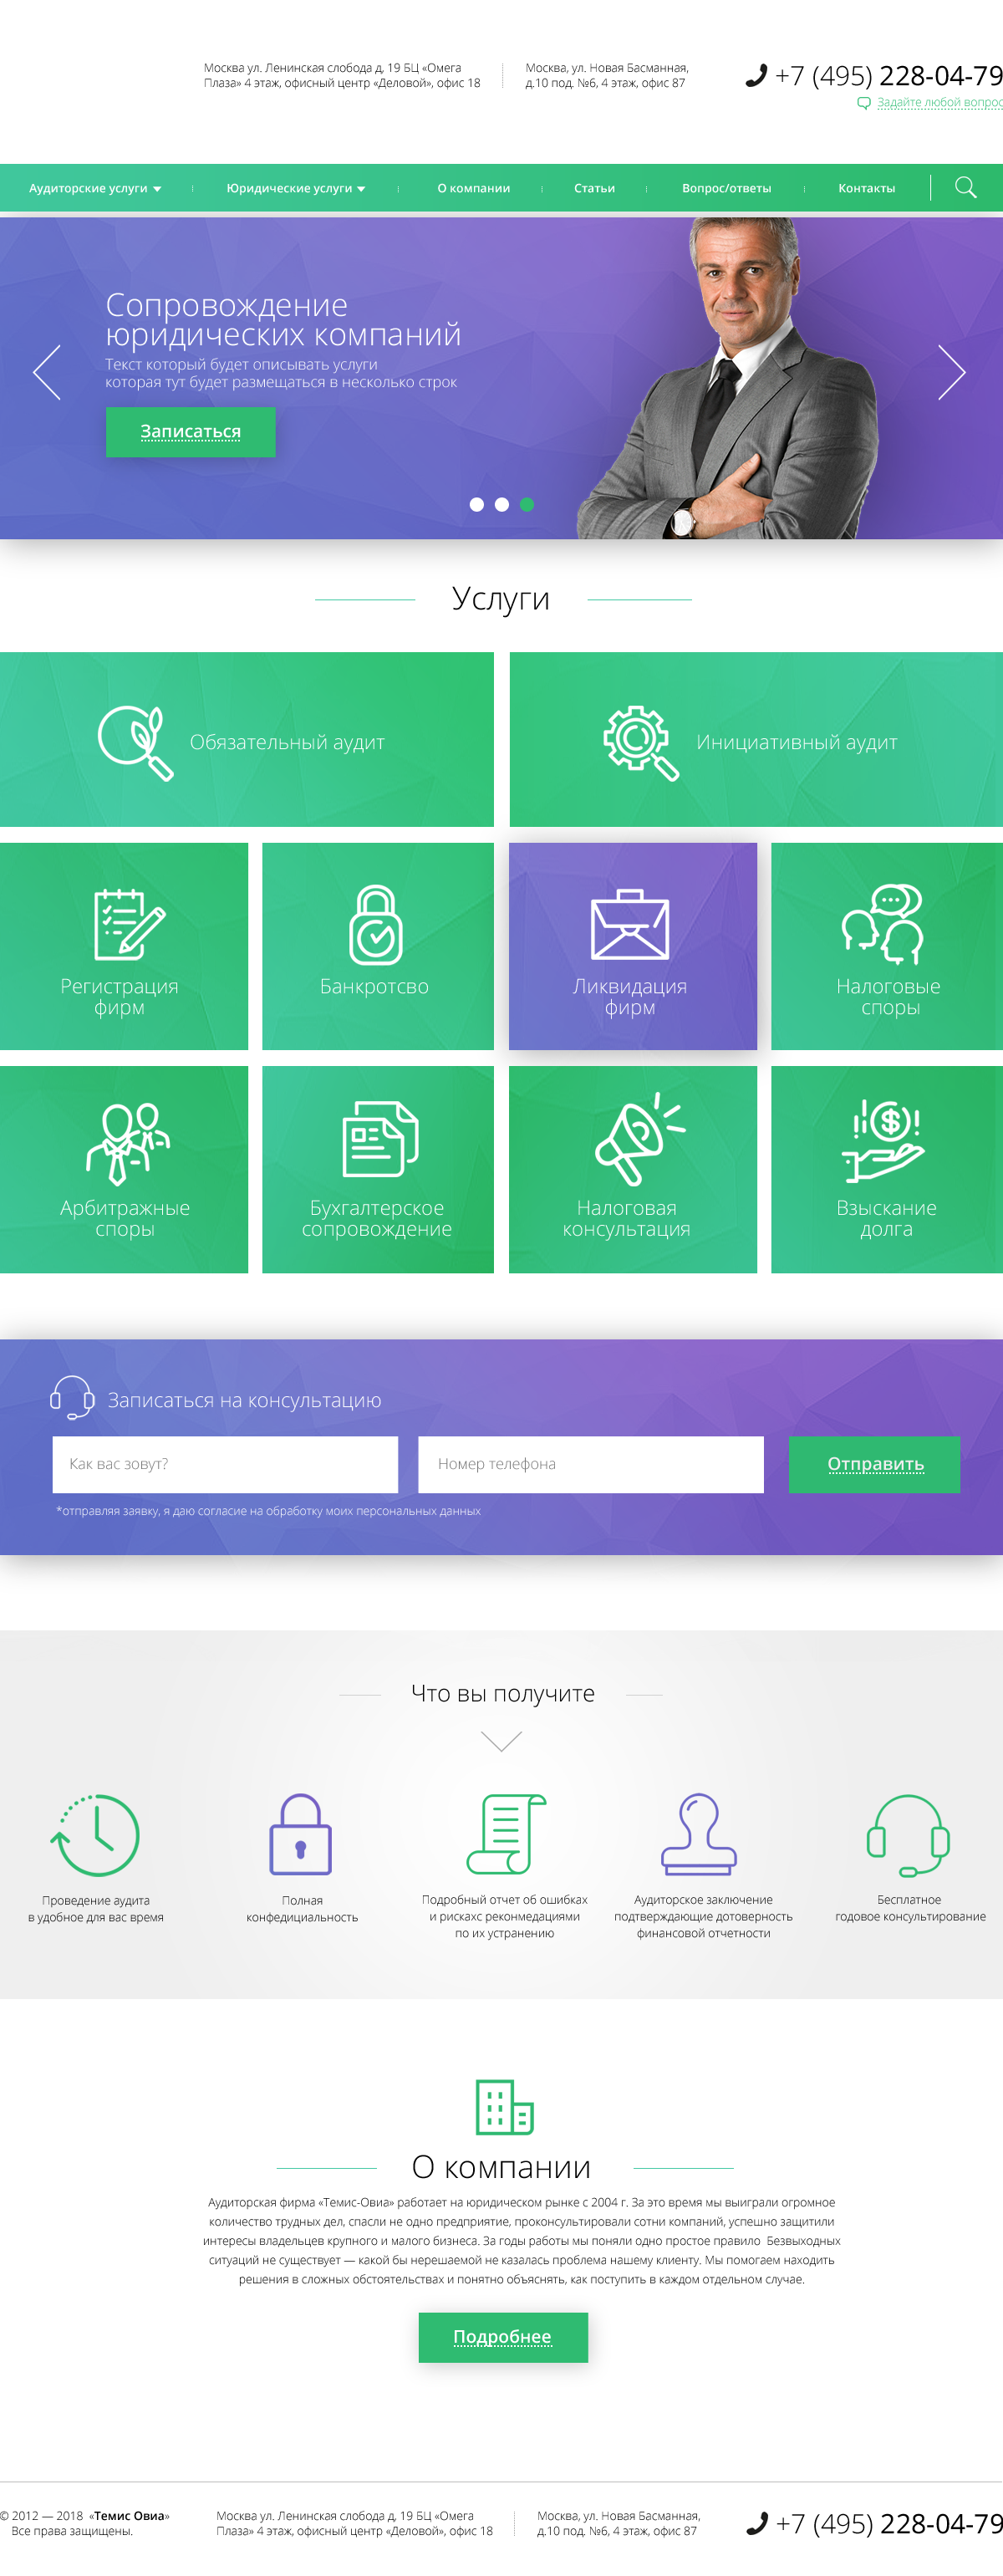 Москва ул. Ленинская слобода д, 19 БЦ «Омега
Плаза» 4 этаж, офисный центр «Деловой», офис 18
Москва, ул. Новая Басманная,
д.10 под. №6, 4 этаж, офис 87
+7 (495) 228-04-79
Задайте любой вопрос
Аудиторские услуги
Юридические услуги
О компании
Статьи
Вопрос/ответы
Контакты
Сопровождение
юридических компаний
Текст который будет описывать услуги
которая тут будет размещаться в несколько строк
Записаться
Услуги
Обязательный аудит
Инициативный аудит
Регистрация
фирм
Банкротсво
Ликвидация
фирм
Налоговые
споры
Арбитражные
споры
Бухгалтерское
сопровождение
Налоговая
консультация
Взыскание
долга
Записаться на консультацию
Как вас зовут?
Номер телефона
Отправить
*отправляя заявку, я даю согласие на обработку моих персональных данных
Что вы получите
Проведение аудита
в удобное для вас время
Полная
конфедициальность
Подробный отчет об ошибках
и рискахс реконмедациями
по их устранению
Аудиторское заключение
подтверждающие дотоверность
финансовой отчетности
Бесплатное
годовое консультирование
О компании
Аудиторская фирма «Темис-Овиа» работает на юридическом рынке с 2004 г. За это время мы выиграли огромное
количество трудных дел, спасли не одно предприятие, проконсультировали сотни компаний, успешно защитили
интересы владельцев крупного и малого бизнеса. За годы работы мы поняли одно простое правило  Безвыходных
ситуаций не существует — какой бы нерешаемой не казалась проблема нашему клиенту. Мы помогаем находить
решения в сложных обстоятельствах и понятно объяснять, как поступить в каждом отдельном случае.
Подробнее
© 2012 — 2018 «Темис Овиа»
Все права защищены.
Москва ул. Ленинская слобода д, 19 БЦ «Омега
Плаза» 4 этаж, офисный центр «Деловой», офис 18
Москва, ул. Новая Басманная,
д.10 под. №6, 4 этаж, офис 87
+7 (495) 228-04-79